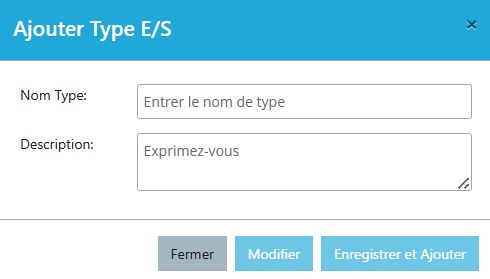 Ajouter Type E/S
×
Nom Type:
Entrer le nom de type
Description:
Exprimez-vous
Fermer
Modifier
Enregistrer et Ajouter